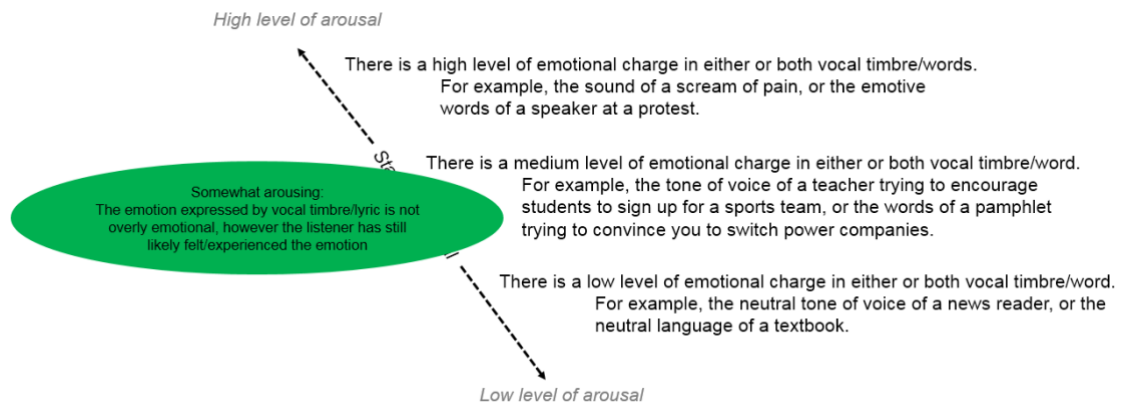 High level of arousal
There is a high level of emotional charge in either or both vocal timbre/words.
For example, the sound of a scream of pain, or the emotive
words of a speaker at a protest.
There is a medium level of emotional charge in either or both vocal timbre/word.
For example, the tone of voice of a teacher trying to encourage
students to sign up for a sports team, or the words of a pamphlet
trying to convince you to switch power companies.
Somewhat arousing:
The emotion expressed by vocal timbre/lyric is not
overly emotional, however the listener has still
likely felt/experienced the emotion
There is a low level of emotional charge in either or both vocal timbre/word.
For example, the neutral tone of voice of a news reader, or the
neutral language of a textbook.
Low level of arousal